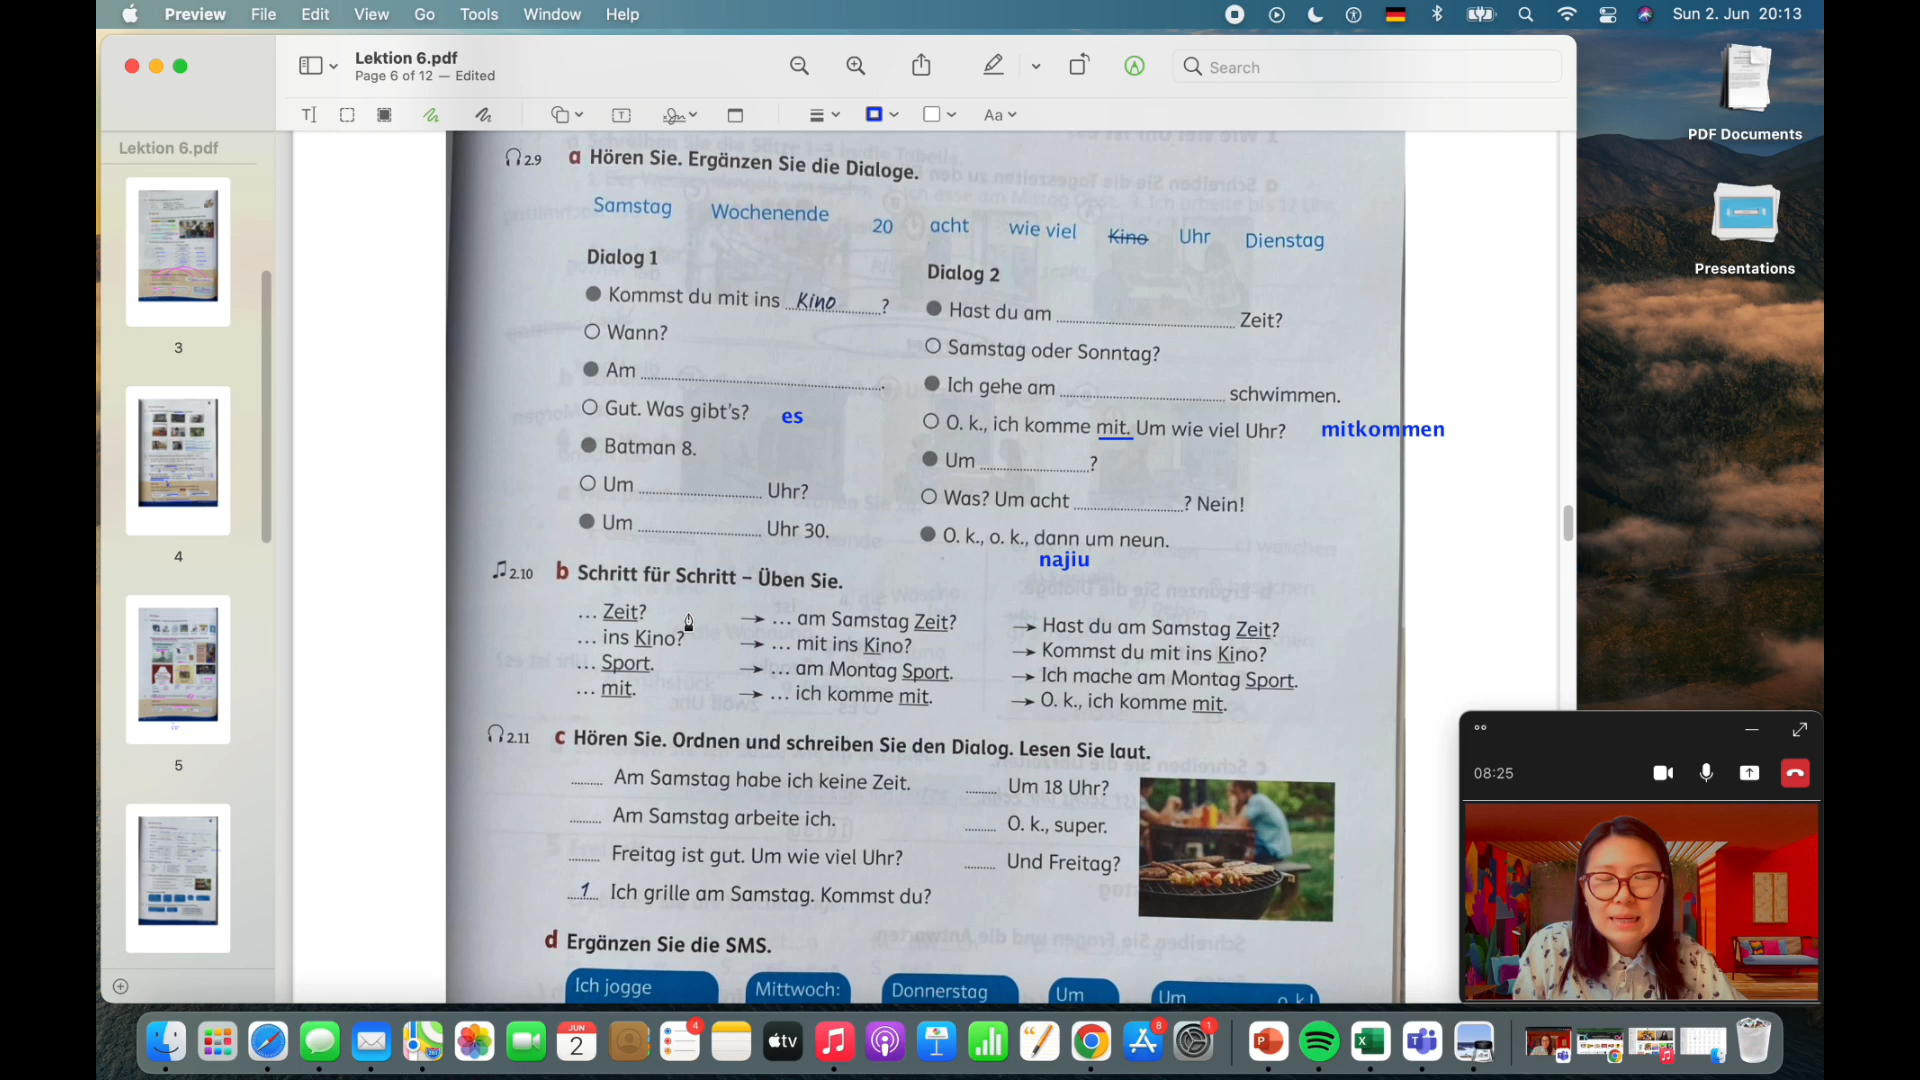 Preview File Edit View Go Tools Window Help
Sun 2. Jun 20:13
Lektion 6.pdf
Page 6 of 12 — Edited
Search
Aa
Lektion 6.pdf
3
4
5
PDF Documents
Presentations
2.9 a Hören Sie. Ergänzen Sie die Dialoge.
Samstag Wochenende 20 acht wie viel Kino Uhr Dienstag
Dialog 1
Kommst du mit ins Kino ?
Wann?
Am .
Gut. Was gibt's? es
Batman 8.
Um Uhr?
Um Uhr 30.
Dialog 2
Hast du am Zeit?
Samstag oder Sonntag?
Ich gehe am schwimmen.
O. k., ich komme mit. Um wie viel Uhr? mitkommen
Um ?
Was? Um acht ? Nein!
O. k., o. k., dann um neun.
najiu
2.10 b Schritt für Schritt – Üben Sie.
... Zeit? → ... am Samstag Zeit? → Hast du am Samstag Zeit?
... ins Kino? → ... mit ins Kino? → Kommst du mit ins Kino?
... Sport. → ... am Montag Sport. → Ich mache am Montag Sport.
... mit. → ... ich komme mit. → O. k., ich komme mit.
2.11 c Hören Sie. Ordnen und schreiben Sie den Dialog. Lesen Sie laut.
Am Samstag habe ich keine Zeit.
Am Samstag arbeite ich.
Freitag ist gut. Um wie viel Uhr?
1 Ich grille am Samstag. Kommst du?
Um 18 Uhr?
O. k., super.
Und Freitag?
d Ergänzen Sie die SMS.
Ich jogge Mittwoch: Donnerstag Um Um o. k.!
08:25
JUN
2
4
tv
8
1